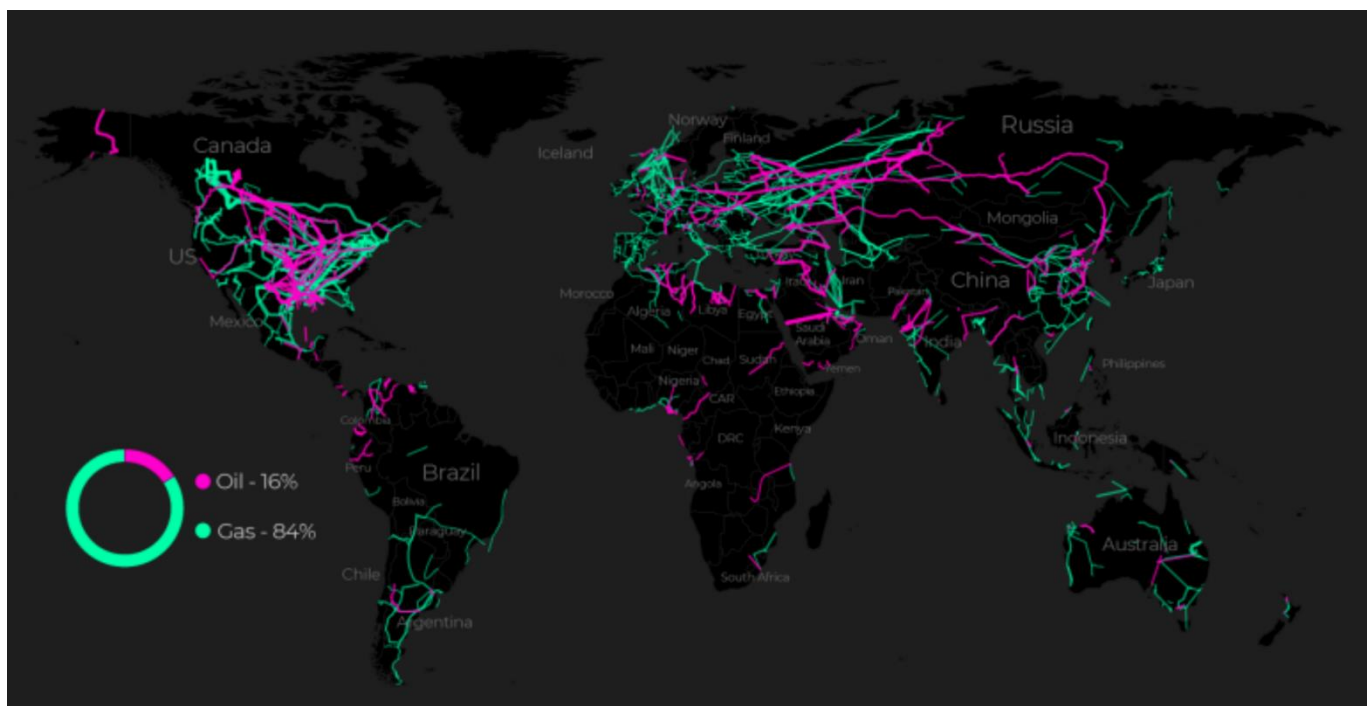 Norway
Finland
Russia
Canada
Iceland
Mongolia
US
China
Japan
Iraq
Iran
Pakistan
Morocco
Algeria
Libya
Egypt
Mexico
Saudi
Arabia
Oman
India
Mali
Niger
Chad
Sudan
Yemen
Philippines
Nigeria
CAR
Ethiopia
Colombia
Kenya
DRC
Indonesia
Peru
Brazil
Oil - 16%
Angola
Bolivia
Gas - 84%
Paraguay
Australia
Chile
South Africa
Argentina